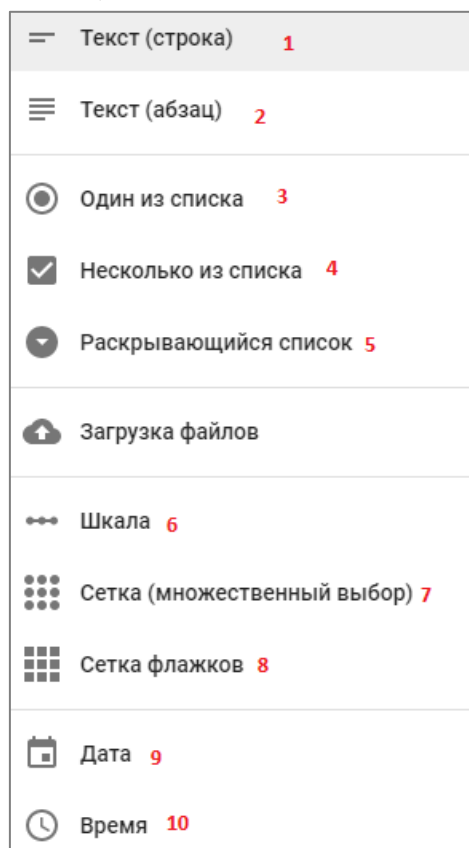 Текст (строка) 1
Текст (абзац) 2
Один из списка 3
Несколько из списка 4
Раскрывающийся список 5
Загрузка файлов
Шкала 6
Сетка (множественный выбор) 7
Сетка флажков 8
Дата 9
Время 10